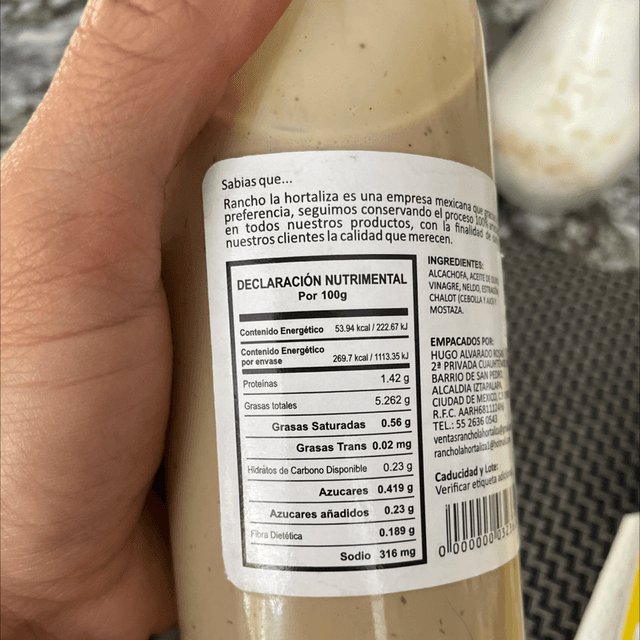 Sabias que...
Rancho la hortaliza es una empresa mexicana que
preferencia, seguimos conservando el proceso 100%
en todos nuestros productos, con la finalidad de
nuestros clientes la calidad que merecen.
DECLARACIÓN NUTRIMENTAL
Por 100g
Contenido Energético 53.94 kcal / 222.67 kJ
Contenido Energético
por envase 269.7 kcal / 1113.35 kJ
Proteinas 1.42 g
Grasas totales 5.262 g
Grasas Saturadas 0.56 g
Grasas Trans 0.02 mg
Hidratos de Carbono Disponible 0.23 g
Azucares 0.419 g
Azucares añadidos 0.23 g
Fibra Dietética 0.189 g
Sodio 316 mg
INGREDIENTES:
ALCACHOFA, ACEITE DE
VINAGRE, NELDO,
CHALOT (CEBOLLA Y
MOSTAZA.
EMPACADOS POR:
HUGO ALVARADO
2ª PRIVADA
BARRIO DE SAN PEDRO
ALCALDIA IZTAPALAPA,
CIUDAD DE MEXICO,
R.F.C.
TEL.: 55 2636 0543
Caducidad y Lote:
Verificar etiqueta